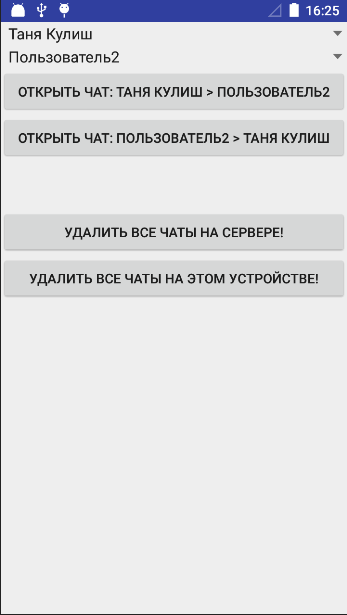 16:25
Таня Кулиш
Пользователь2
ОТКРЫТЬ ЧАТ: ТАНЯ КУЛИШ > ПОЛЬЗОВАТЕЛЬ2
ОТКРЫТЬ ЧАТ: ПОЛЬЗОВАТЕЛЬ2 > ТАНЯ КУЛИШ
УДАЛИТЬ ВСЕ ЧАТЫ НА СЕРВЕРЕ!
УДАЛИТЬ ВСЕ ЧАТЫ НА ЭТОМ УСТРОЙСТВЕ!